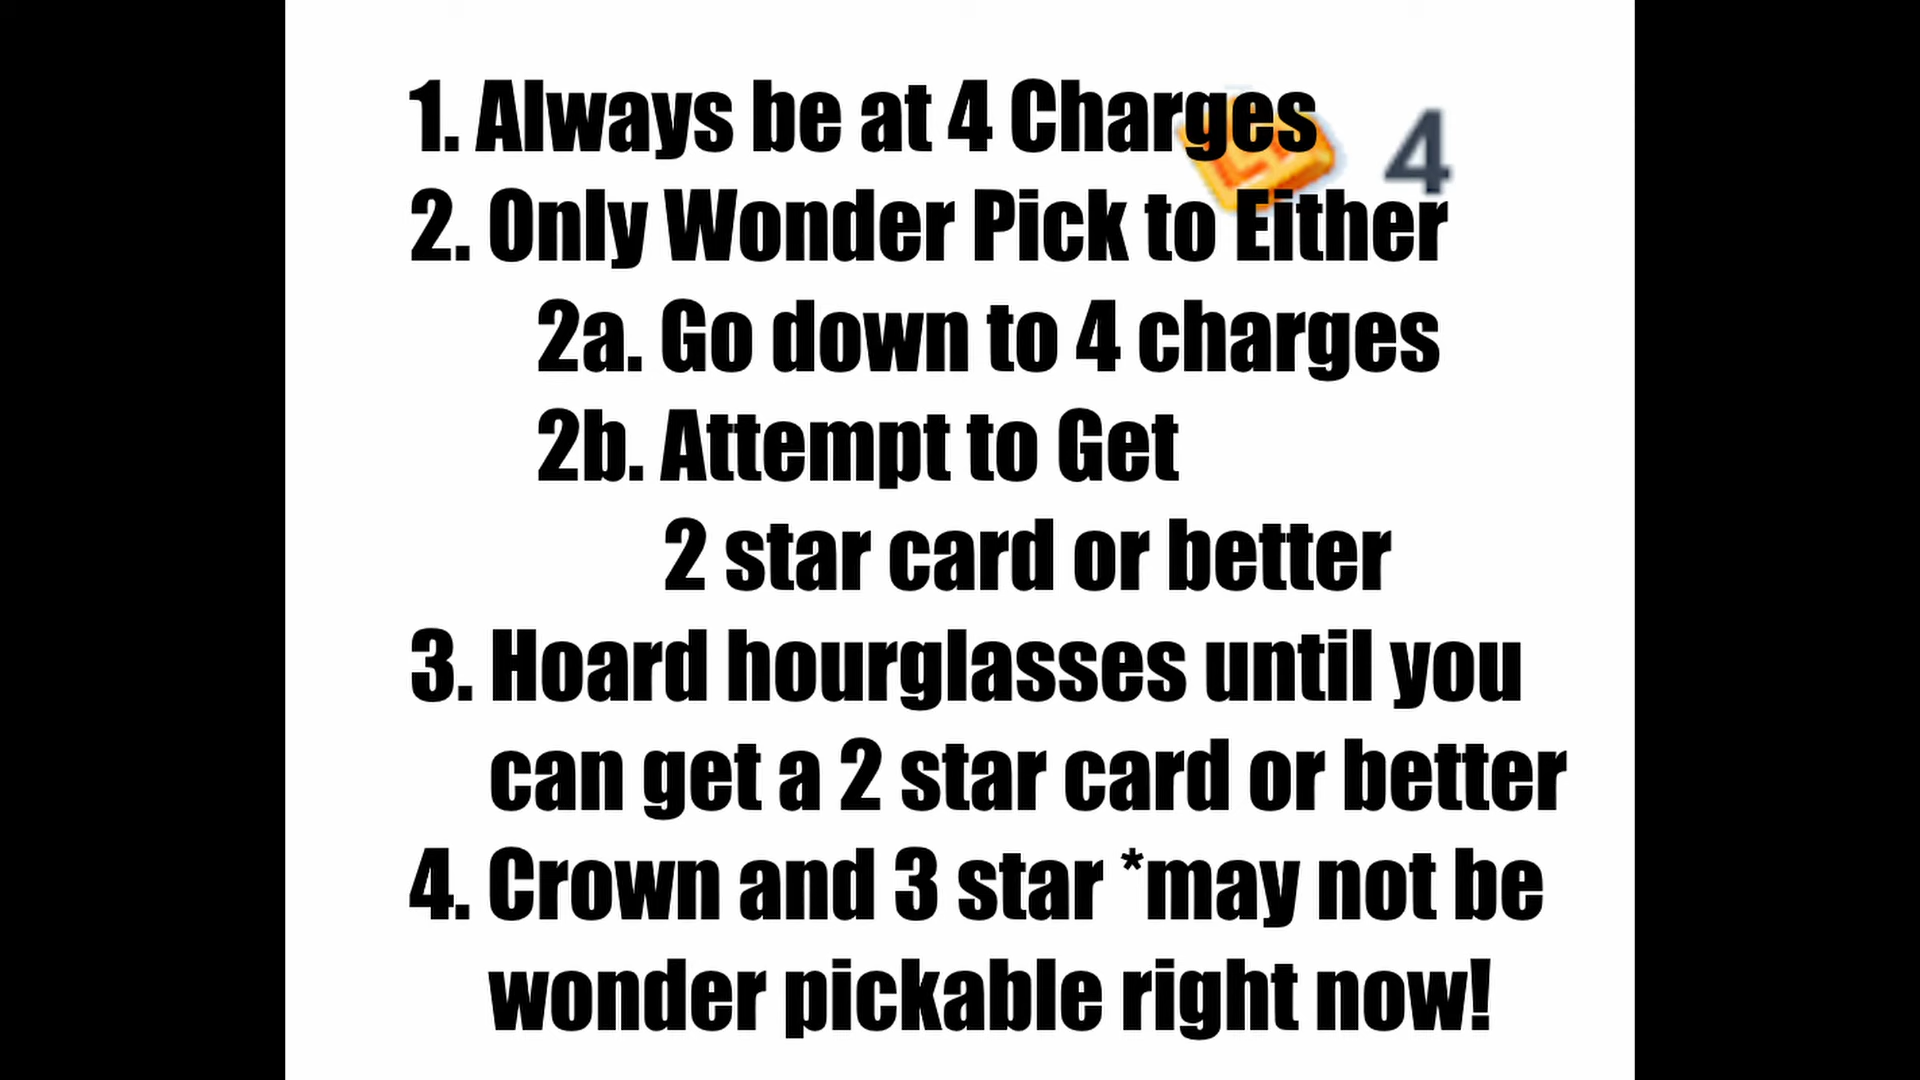 1. Always be at 4 Charges
4
2. Only Wonder Pick to Either
2a. Go down to 4 charges
2b. Attempt to Get
2 star card or better
3. Hoard hourglasses until you
can get a 2 star card or better
4. Crown and 3 star *may not be
wonder pickable right now!